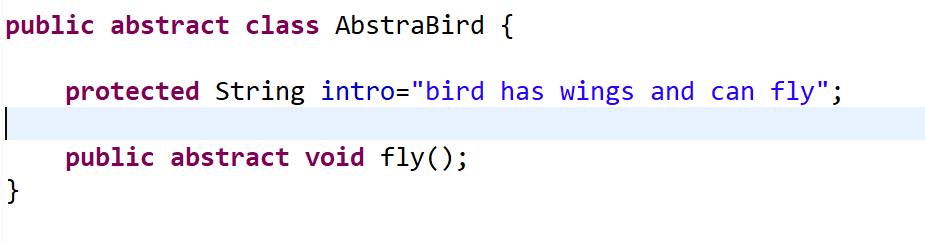 public abstract class AbstraBird {
protected String intro="bird has wings and can fly";
public abstract void fly();
}